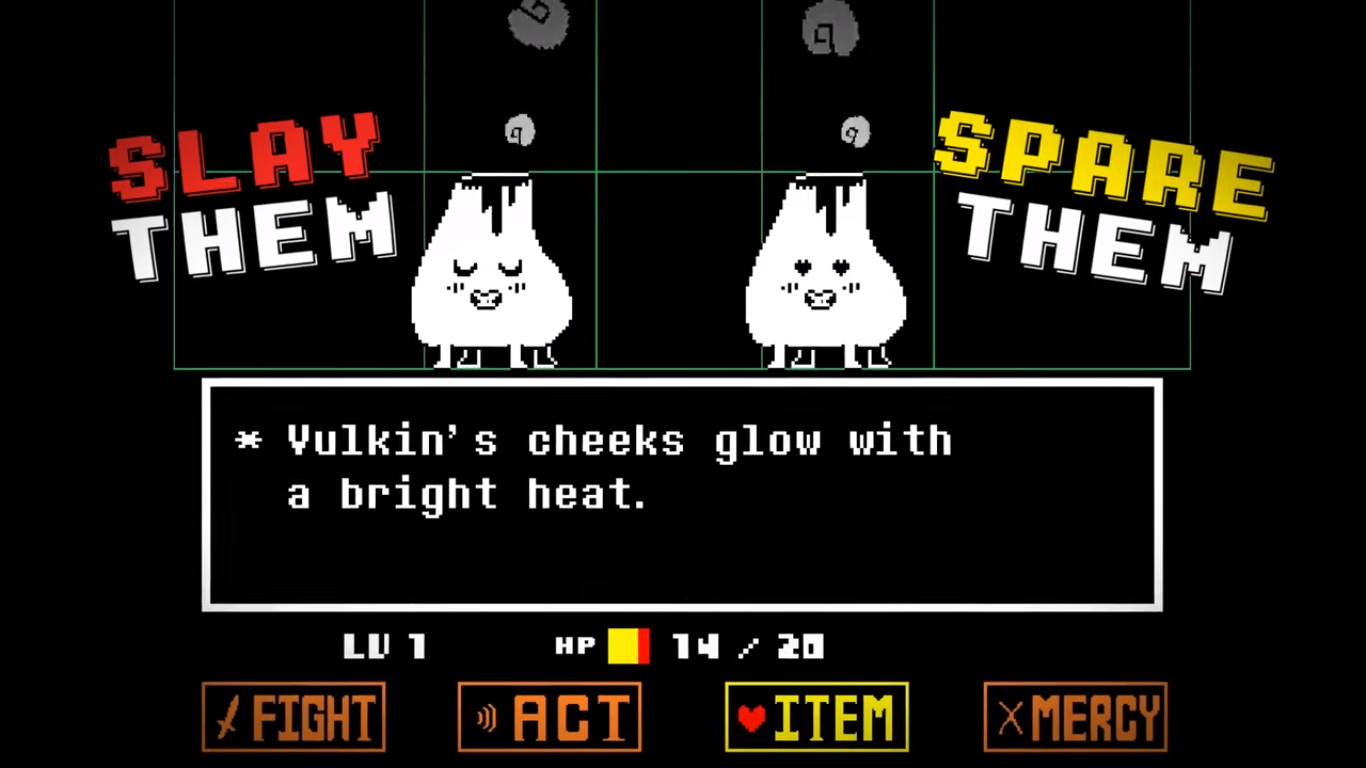 SLAY
THEM
SPARE
THEM
* Vulkin's cheeks glow with
a bright heat.
LV 1 HP 14 / 20
FIGHT ACT ITEM MERCY